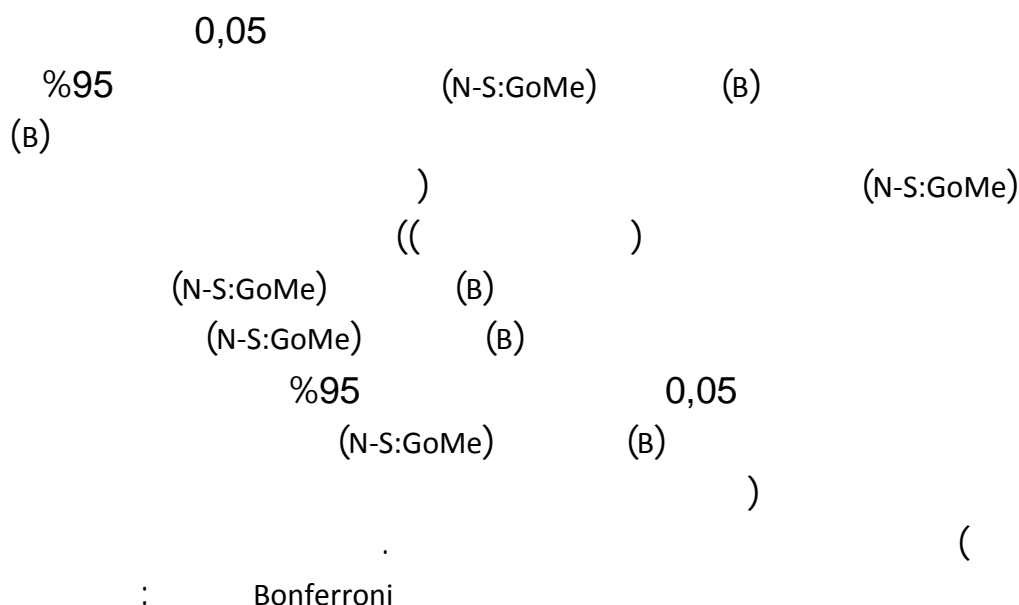 0,05
(B) (N-S:GoMe) %95
(B)
(N-S:GoMe) (
( ))
(B) (N-S:GoMe)
(B) (N-S:GoMe)
0,05 %95
(B) (N-S:GoMe)
(
) .
Bonferroni :